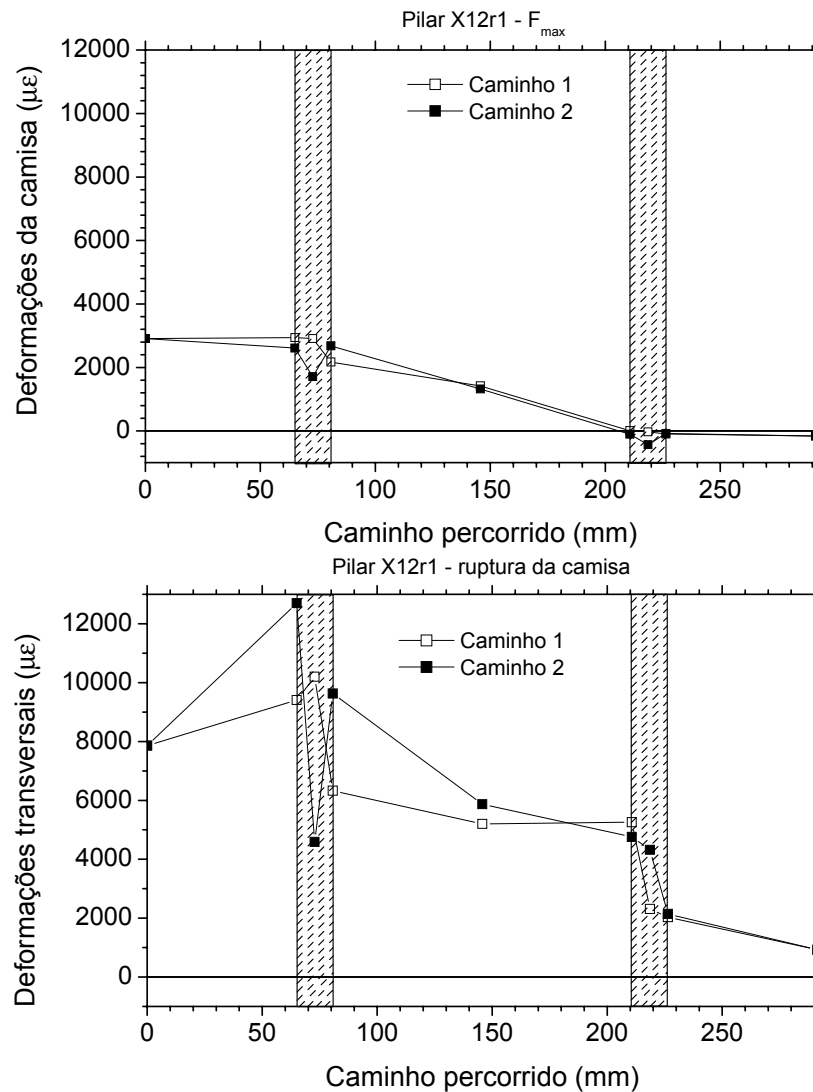 Pilar X12r1 - Fmax
12000
10000
8000
6000
4000
2000
0
Deformações da camisa (με)
Caminho 1
Caminho 2
0 50 100 150 200 250
Caminho percorrido (mm)
Pilar X12r1 - ruptura da camisa
12000
10000
8000
6000
4000
2000
0
Deformações transversais (με)
Caminho 1
Caminho 2
0 50 100 150 200 250
Caminho percorrido (mm)